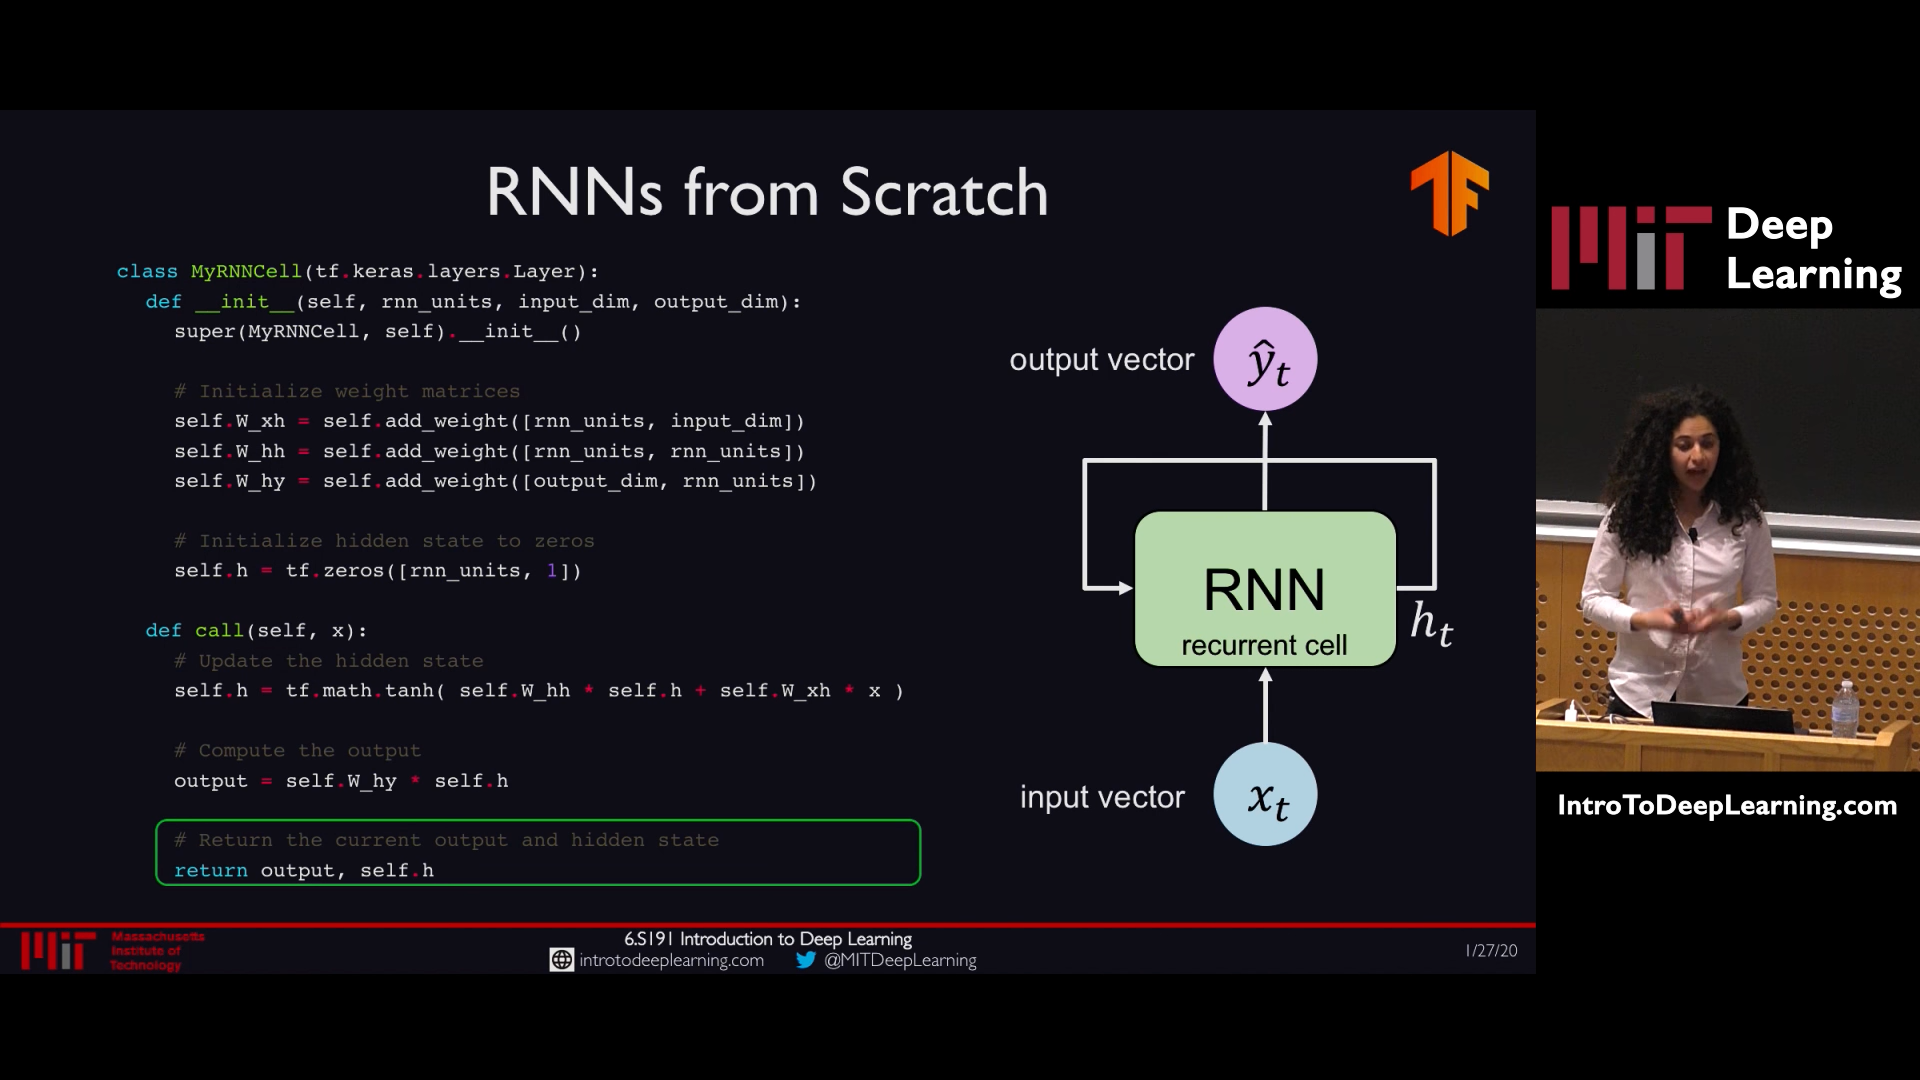 RNNs from Scratch
class MyRNNCell(tf.keras.layers.Layer):
def __init__(self, rnn_units, input_dim, output_dim):
super(MyRNNCell, self).__init__()
# Initialize weight matrices
self.W_xh = self.add_weight([rnn_units, input_dim])
self.W_hh = self.add_weight([rnn_units, rnn_units])
self.W_hy = self.add_weight([output_dim, rnn_units])
# Initialize hidden state to zeros
self.h = tf.zeros([rnn_units, 1])
def call(self, x):
# Update the hidden state
self.h = tf.math.tanh( self.W_hh * self.h + self.W_xh * x )
# Compute the output
output = self.W_hy * self.h
# Return the current output and hidden state
return output, self.h
output vector
ŷt
RNN
recurrent cell
ht
input vector
xt
Massachusetts
Institute of
Technology
6.S191 Introduction to Deep Learning
introtodeeplearning.com @MITDeepLearning
1/27/20
MIT
Deep
Learning
IntroToDeepLearning.com